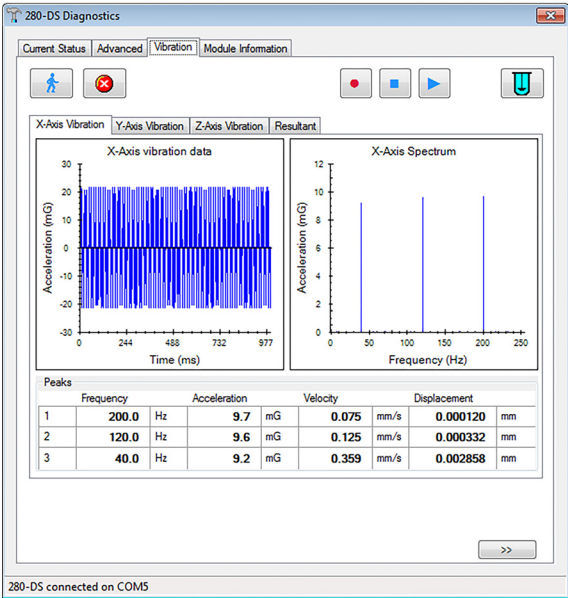 280-DS Diagnostics
Current Status Advanced Vibration Module Information
X-Axis Vibration Y-Axis Vibration Z-Axis Vibration Resultant
X-Axis vibration data
Acceleration (mG)
30
20
10
0
-10
-20
-30
0 244 488 732 977
Time (ms)
X-Axis Spectrum
Acceleration (mG)
12
10
8
6
4
2
0
0 50 100 150 200 250
Frequency (Hz)
Peaks
Frequency Acceleration Velocity Displacement
1 200.0 Hz 9.7 mG 0.075 mm/s 0.000120 mm
2 120.0 Hz 9.6 mG 0.125 mm/s 0.000332 mm
3 40.0 Hz 9.2 mG 0.359 mm/s 0.002858 mm
>>
280-DS connected on COM5